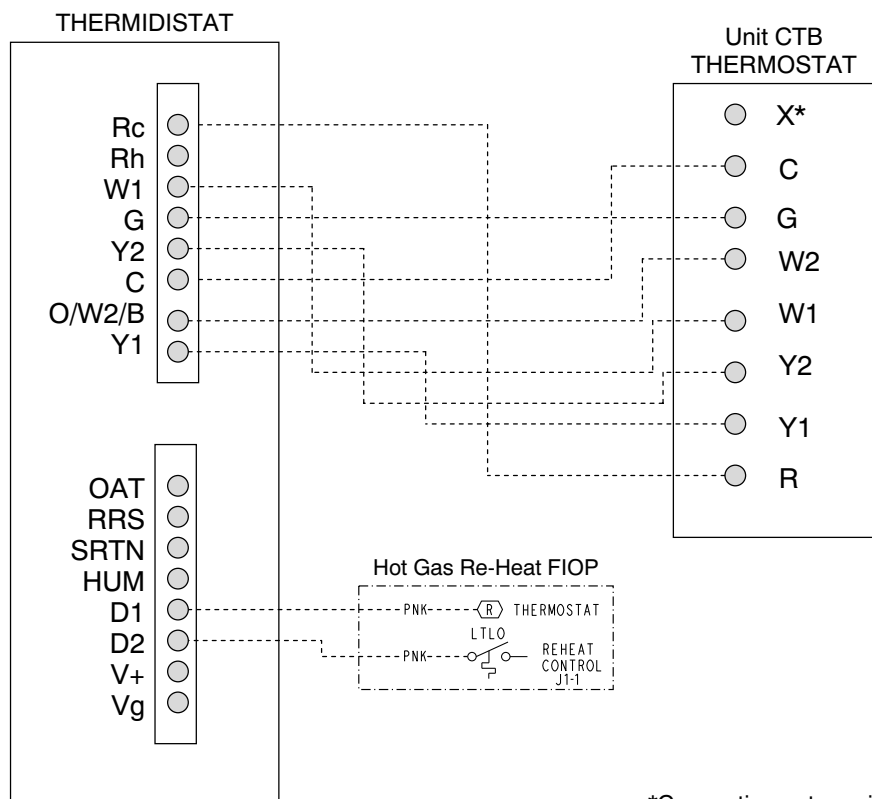 THERMIDISTAT
Rc
Rh
W1
G
Y2
C
O/W2/B
Y1
OAT
RRS
SRTN
HUM
D1
D2
V+
Vg
Unit CTB
THERMOSTAT
X*
C
G
W2
W1
Y2
Y1
R
Hot Gas Re-Heat FIOP
PNK R THERMOSTAT
LTLO
PNK REHEAT
CONTROL
J1-1